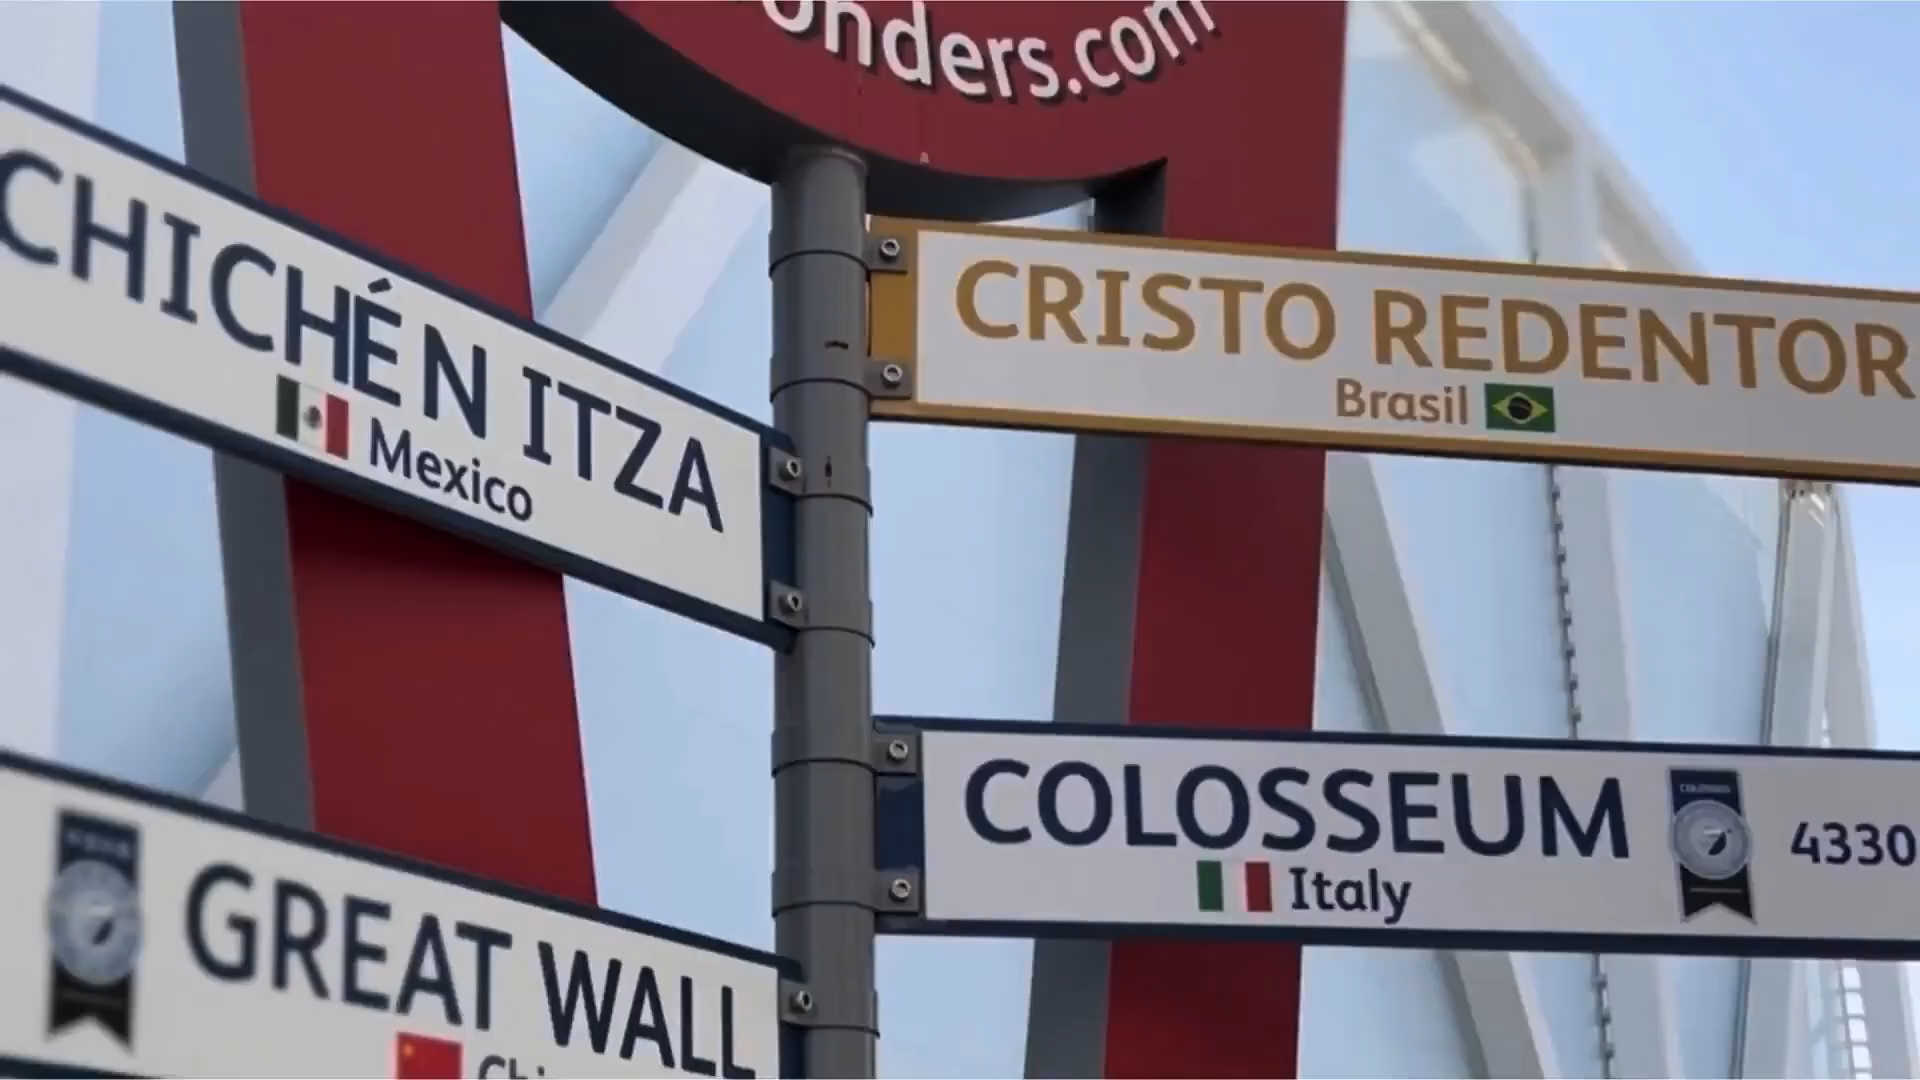 onders.com
CHICHÉN ITZA
Mexico
CRISTO REDENTOR
Brasil
COLOSSEUM
4330
Italy
GREAT WALL